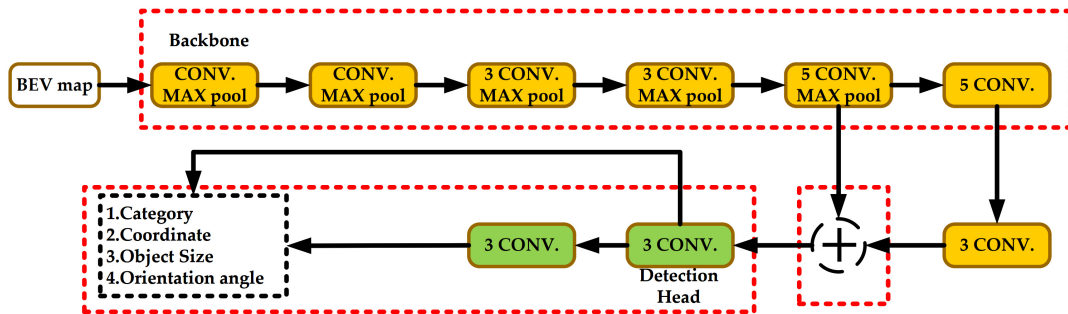 Backbone
BEV map
CONV.
MAX pool
CONV.
MAX pool
3 CONV.
MAX pool
3 CONV.
MAX pool
5 CONV.
MAX pool
5 CONV.
1.Category
2.Coordinate
3.Object Size
4.Orientation angle
3 CONV.
3 CONV.
Detection
Head
3 CONV.